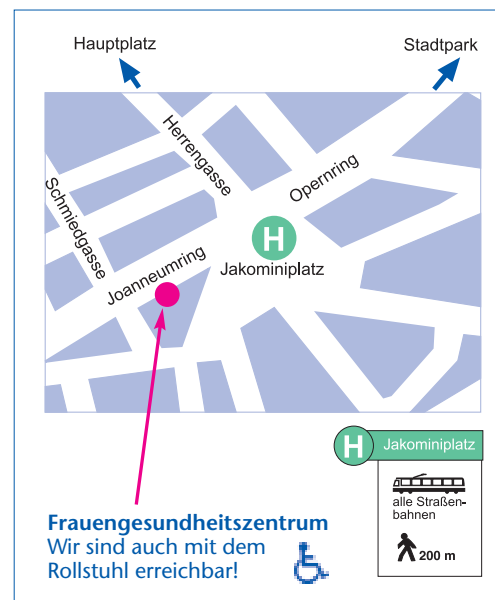 Hauptplatz
Stadtpark
Herrengasse
Opernring
Schmiedgasse
Joanneumring
H
Jakominiplatz
H Jakominiplatz
alle Straßen-
bahnen
200 m
Frauengesundheitszentrum
Wir sind auch mit dem
Rollstuhl erreichbar!